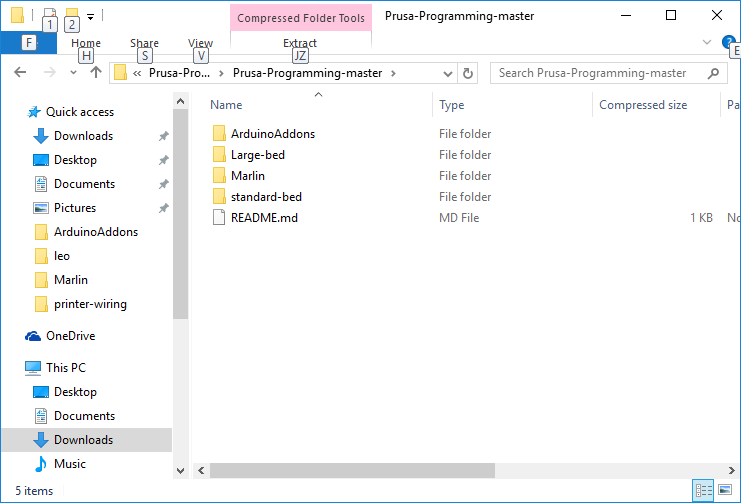 1 2
Compressed Folder Tools
Prusa-Programming-master
F
Home
Share
View
Extract
H
S
V
JZ
?
E
« Prusa-Pro... > Prusa-Programming-master >
Search Prusa-Programming-master
Name Type Compressed size Pa
Quick access
Downloads
Desktop
Documents
Pictures
ArduinoAddons
leo
Marlin
printer-wiring
OneDrive
This PC
Desktop
Documents
Downloads
Music
ArduinoAddons File folder
Large-bed File folder
Marlin File folder
standard-bed File folder
README.md MD File 1 KB No
5 items